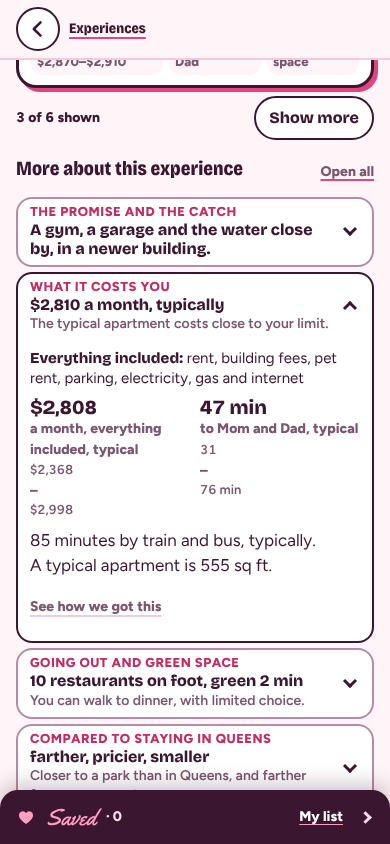 Experiences
$2,870–$2,910
Dad
space
3 of 6 shown
Show more
More about this experience
Open all
THE PROMISE AND THE CATCH
A gym, a garage and the water close
by, in a newer building.
WHAT IT COSTS YOU
$2,810 a month, typically
The typical apartment costs close to your limit.
Everything included: rent, building fees, pet
rent, parking, electricity, gas and internet
$2,808
a month, everything
included, typical
$2,368
–
$2,998
47 min
to Mom and Dad, typical
31
–
76 min
85 minutes by train and bus, typically.
A typical apartment is 555 sq ft.
See how we got this
GOING OUT AND GREEN SPACE
10 restaurants on foot, green 2 min
You can walk to dinner, with limited choice.
COMPARED TO STAYING IN QUEENS
farther, pricier, smaller
Closer to a park than in Queens, and farther
Saved · 0
My list